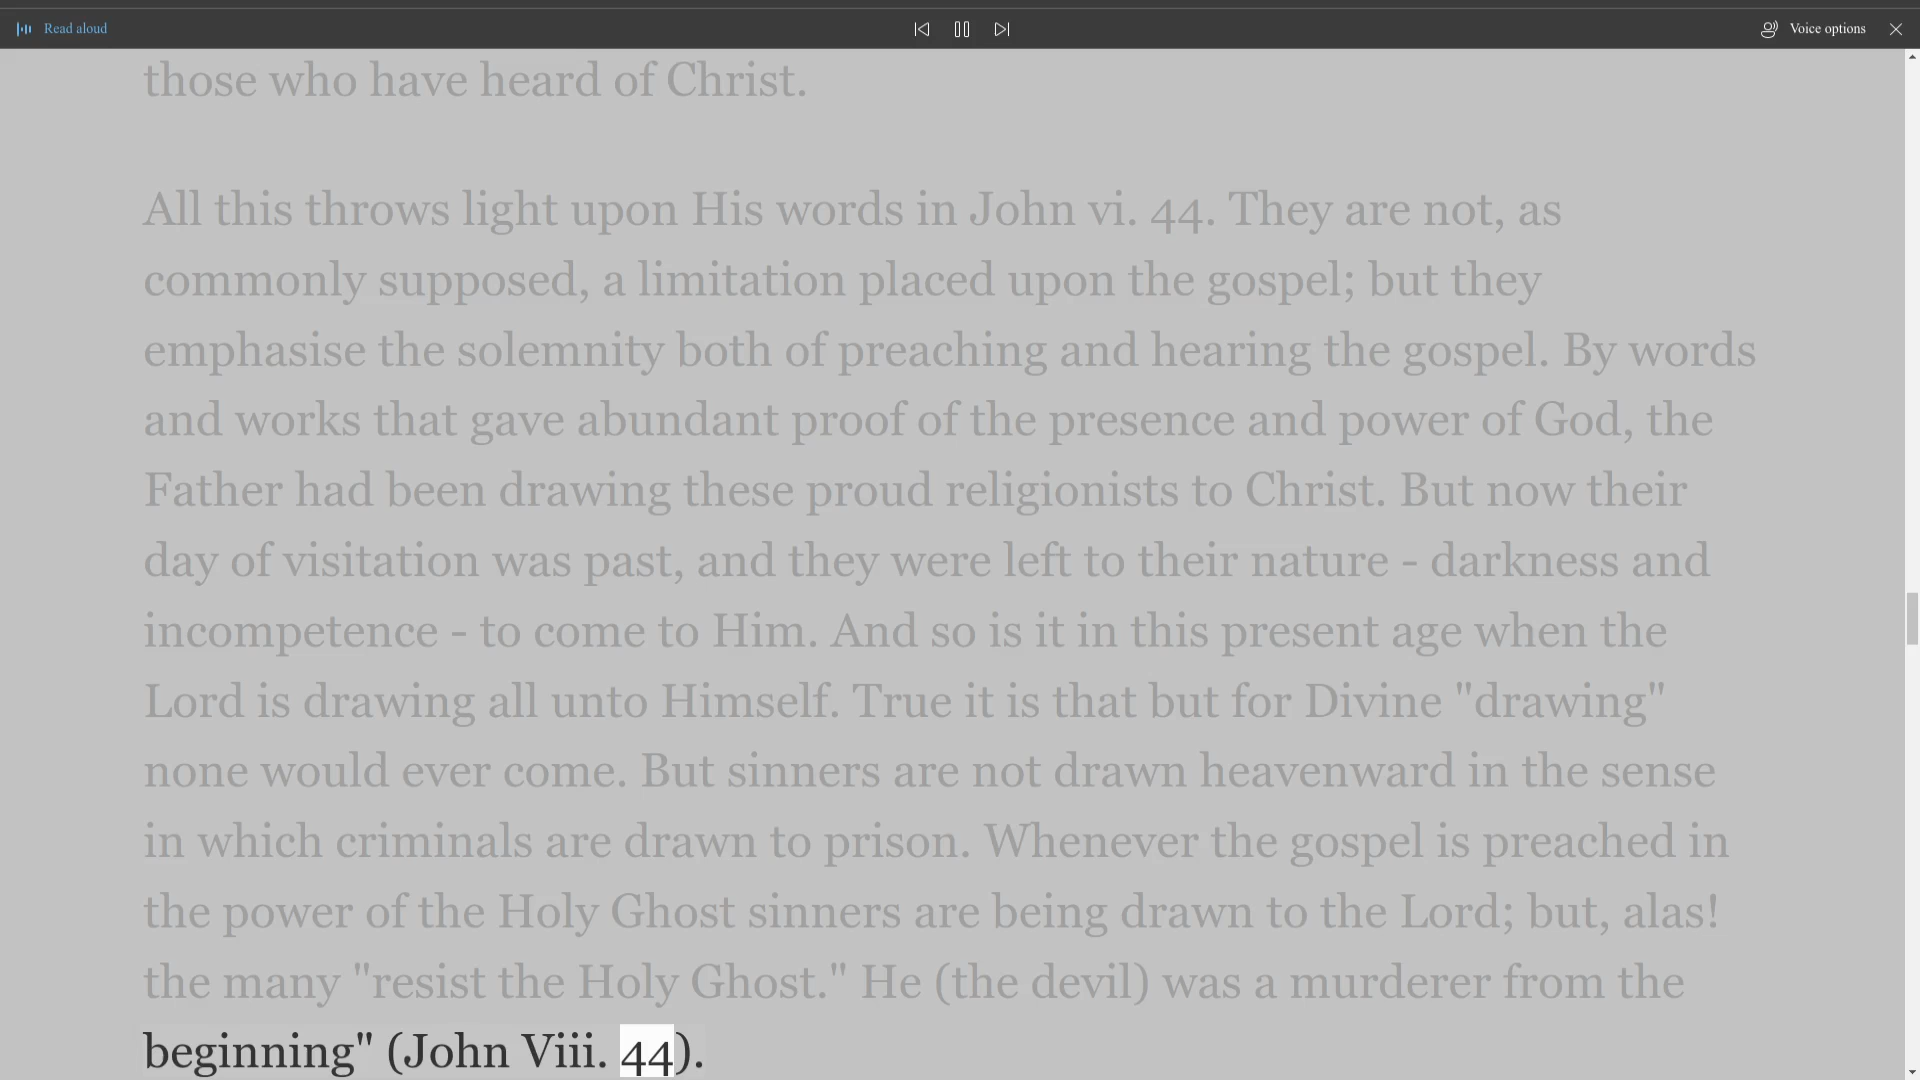 Read aloud
Voice options
those who have heard of Christ.
All this throws light upon His words in John vi. 44. They are not, as
commonly supposed, a limitation placed upon the gospel; but they
emphasise the solemnity both of preaching and hearing the gospel. By words
and works that gave abundant proof of the presence and power of God, the
Father had been drawing these proud religionists to Christ. But now their
day of visitation was past, and they were left to their nature - darkness and
incompetence - to come to Him. And so is it in this present age when the
Lord is drawing all unto Himself. True it is that but for Divine "drawing"
none would ever come. But sinners are not drawn heavenward in the sense
in which criminals are drawn to prison. Whenever the gospel is preached in
the power of the Holy Ghost sinners are being drawn to the Lord; but, alas!
the many "resist the Holy Ghost." He (the devil) was a murderer from the
beginning" (John Viii. 44).